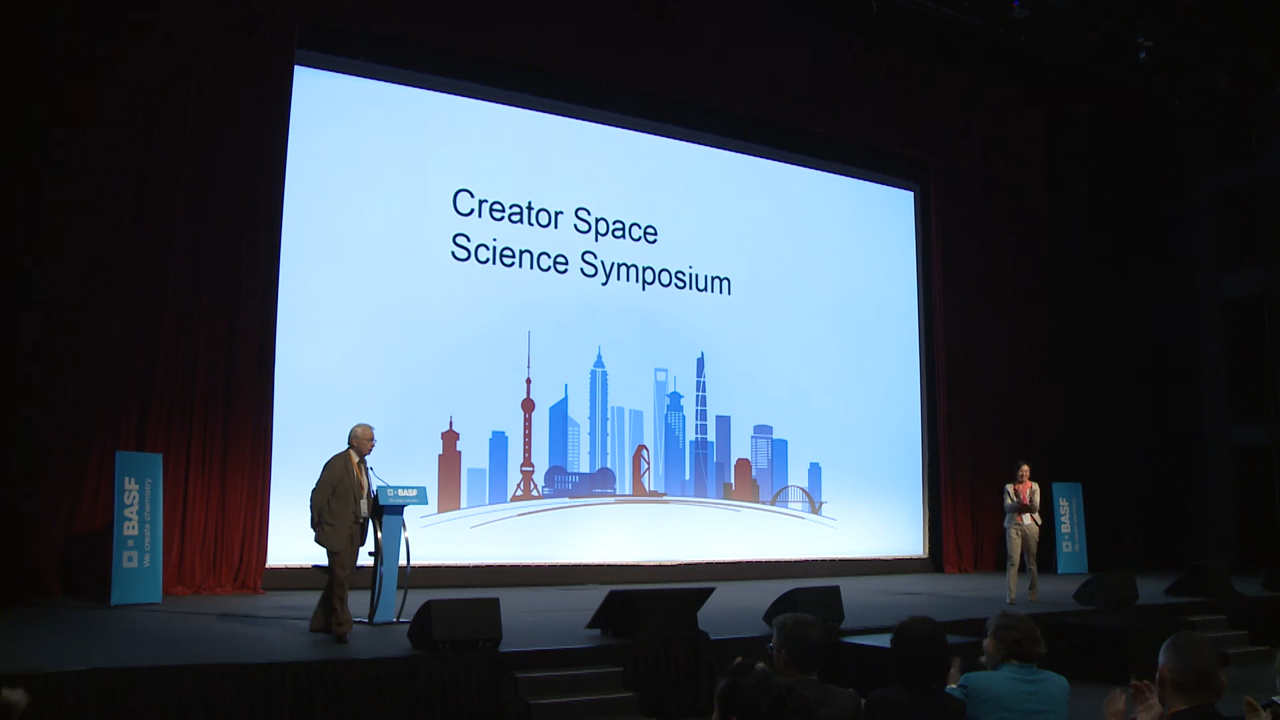 Creator Space
Science Symposium
BASF
We create chemistry
BASF
BASF